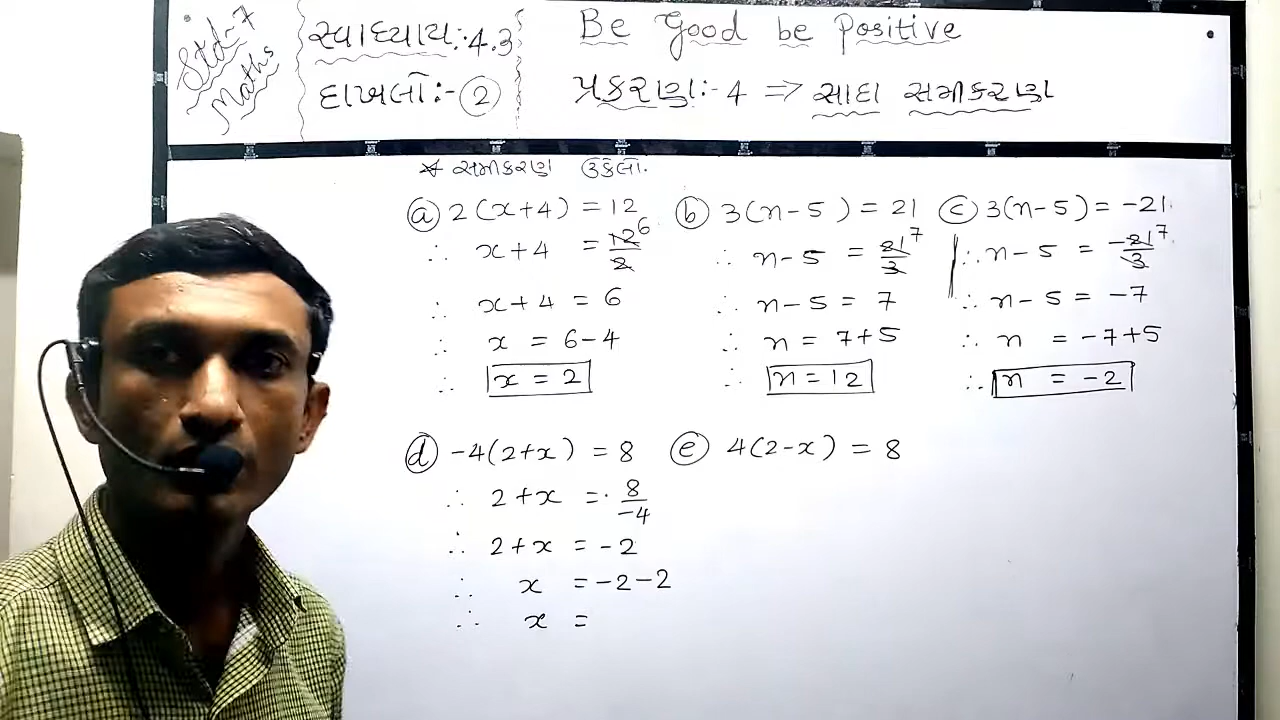 Std-7
Maths
સ્વાધ્યાય:-4.3
દાખલો:- 2
Be Good be positive
પ્રકરણ:- 4 => સાદા સમીકરણ
* સમીકરણ ઉકેલો.
a 2(x+4) = 12
∴ x+4 = 12/2 6
∴ x+4 = 6
∴ x = 6-4
∴ x = 2
b 3(n-5) = 21
∴ n-5 = 21/3 7
∴ n-5 = 7
∴ n = 7+5
∴ n = 12
c 3(n-5) = -21
∴ n-5 = -21/3 7
∴ n-5 = -7
∴ n = -7+5
∴ n = -2
d -4(2+x) = 8
∴ 2+x = 8/-4
∴ 2+x = -2
∴ x = -2-2
∴ x =
e 4(2-x) = 8